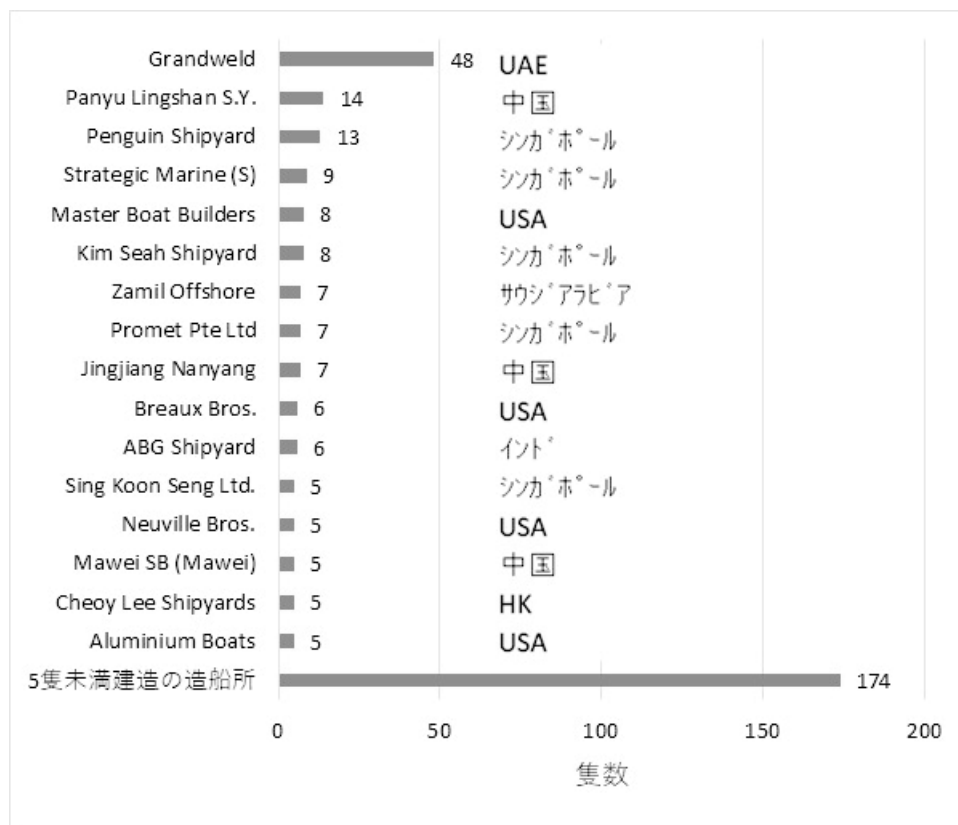 Grandweld 48 UAE
Panyu Lingshan S.Y. 14 中国
Penguin Shipyard 13 シンガポール
Strategic Marine (S) 9 シンガポール
Master Boat Builders 8 USA
Kim Seah Shipyard 8 シンガポール
Zamil Offshore 7 サウジアラビア
Promet Pte Ltd 7 シンガポール
Jingjiang Nanyang 7 中国
Breaux Bros. 6 USA
ABG Shipyard 6 インド
Sing Koon Seng Ltd. 5 シンガポール
Neuville Bros. 5 USA
Mawei SB (Mawei) 5 中国
Cheoy Lee Shipyards 5 HK
Aluminium Boats 5 USA
5隻未満建造の造船所 174
0 50 100 150 200
隻数